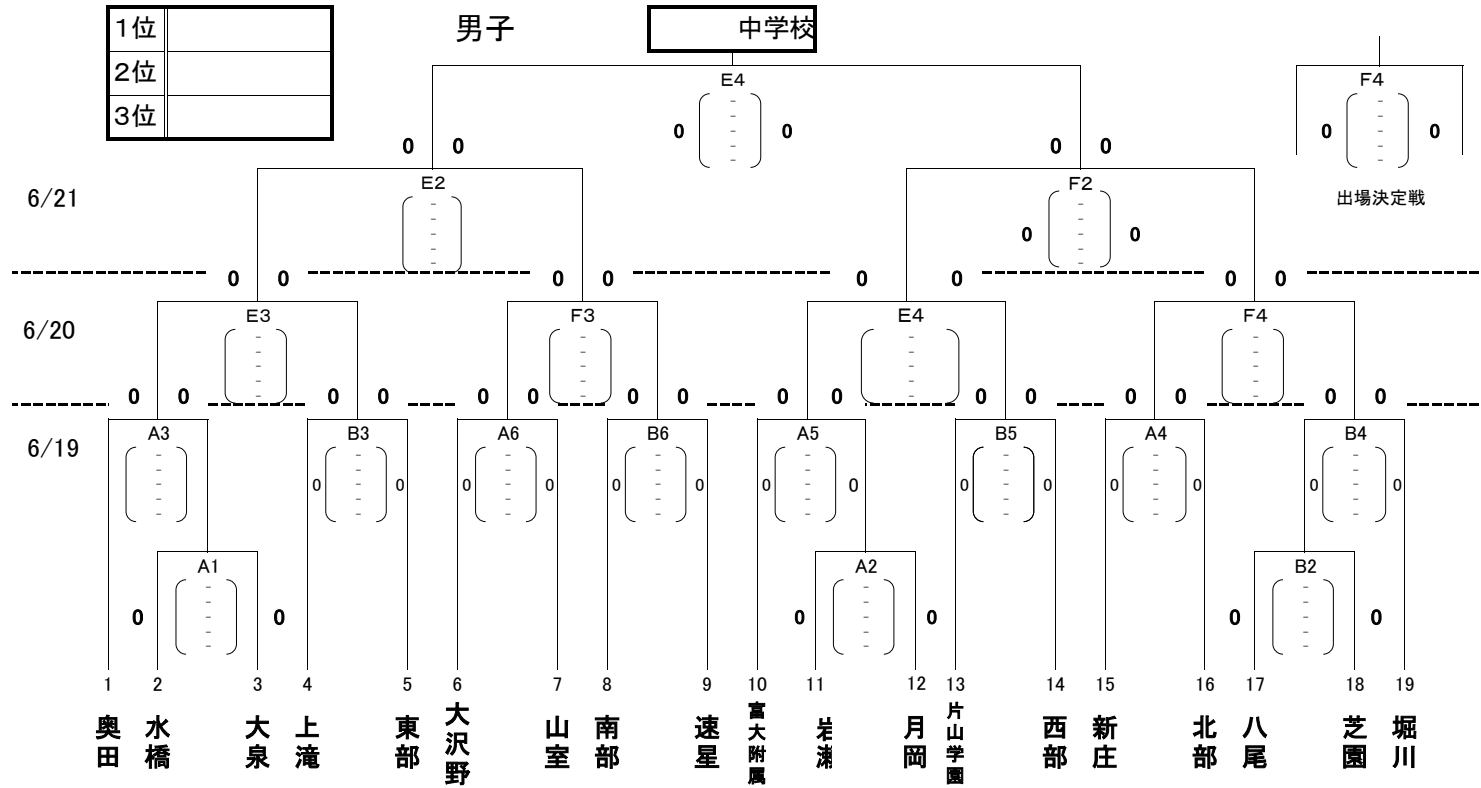 1位
2位
3位
男子
中学校
E4
F4
0 0
0 0
0 0 0 0
出場決定戦
6/21
E2 F2
0 0
0 0 0 0 0 0 0 0
6/20
E3 F3 E4 F4
0 0 0 0 0 0 0 0 0 0 0 0 0 0 0 0
6/19
A3 B3 A6 B6 A5 B5 A4 B4
0 0 0 0 0 0 0 0 0 0 0 0 0 0
A1 A2 B2
0 0 0 0 0 0
1 2 3 4 5 6 7 8 9 10 11 12 13 14 15 16 17 18 19
奥田
水橋
大泉
上滝
東部
大沢野
山室
南部
速星
富大附属
岩瀬
月岡
片山学園
西部
新庄
北部
八尾
芝園
堀川